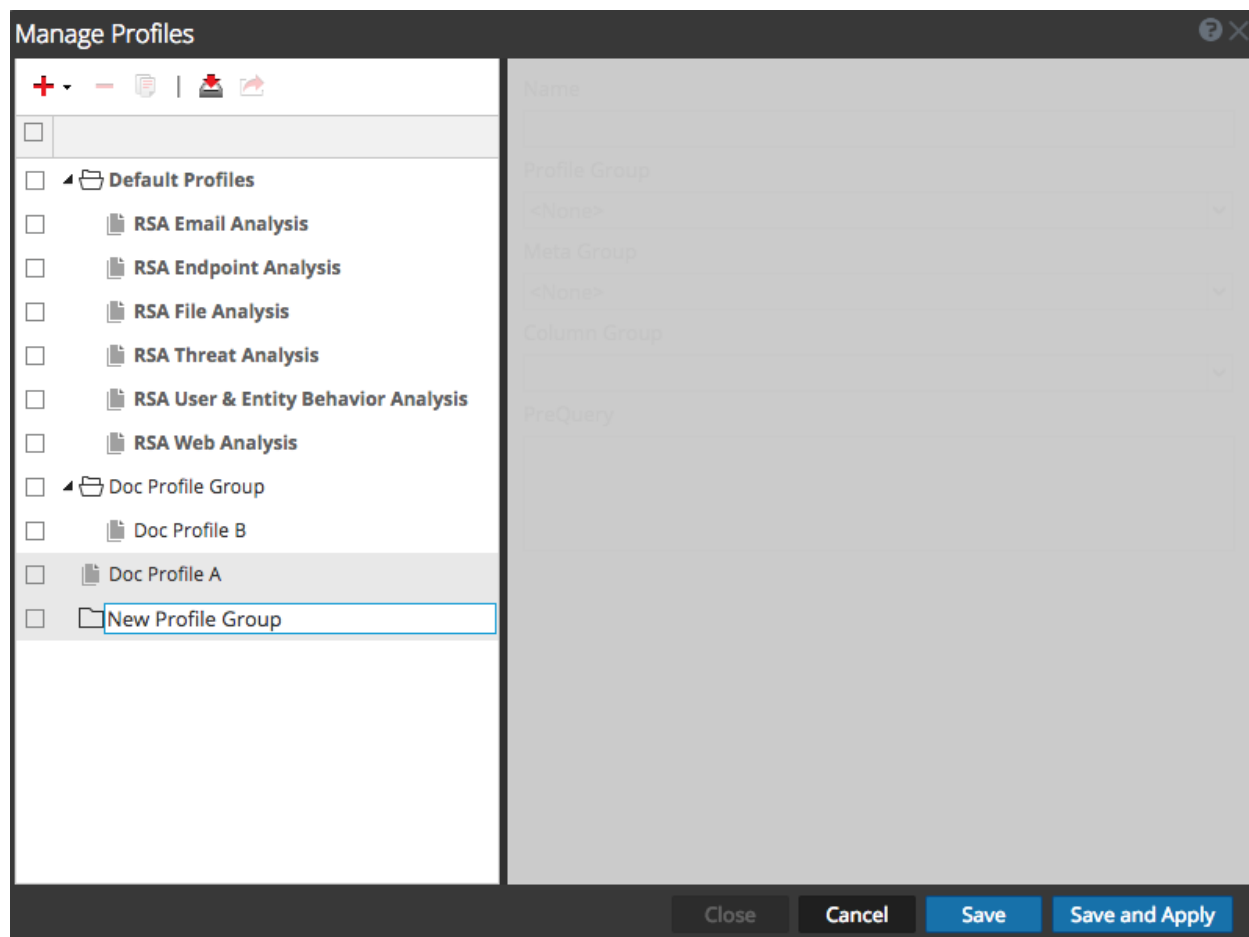 Manage Profiles
Name
Profile Group
<None>
Meta Group
<None>
Column Group
PreQuery
Default Profiles
RSA Email Analysis
RSA Endpoint Analysis
RSA File Analysis
RSA Threat Analysis
RSA User & Entity Behavior Analysis
RSA Web Analysis
Doc Profile Group
Doc Profile B
Doc Profile A
New Profile Group
Close
Cancel
Save
Save and Apply